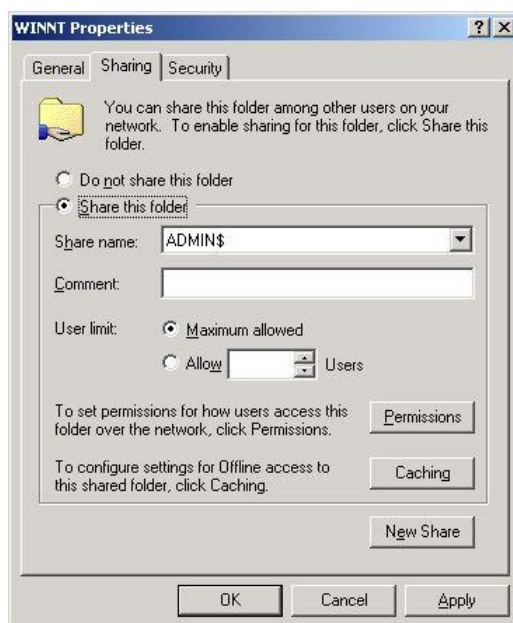 WINNT Properties
General Sharing Security
You can share this folder among other users on your
network. To enable sharing for this folder, click Share this
folder.
Do not share this folder
Share this folder
Share name: ADMIN$
Comment:
User limit: Maximum allowed
Allow Users
To set permissions for how users access this
folder over the network, click Permissions.
Permissions
To configure settings for Offline access to
this shared folder, click Caching.
Caching
New Share
OK Cancel Apply